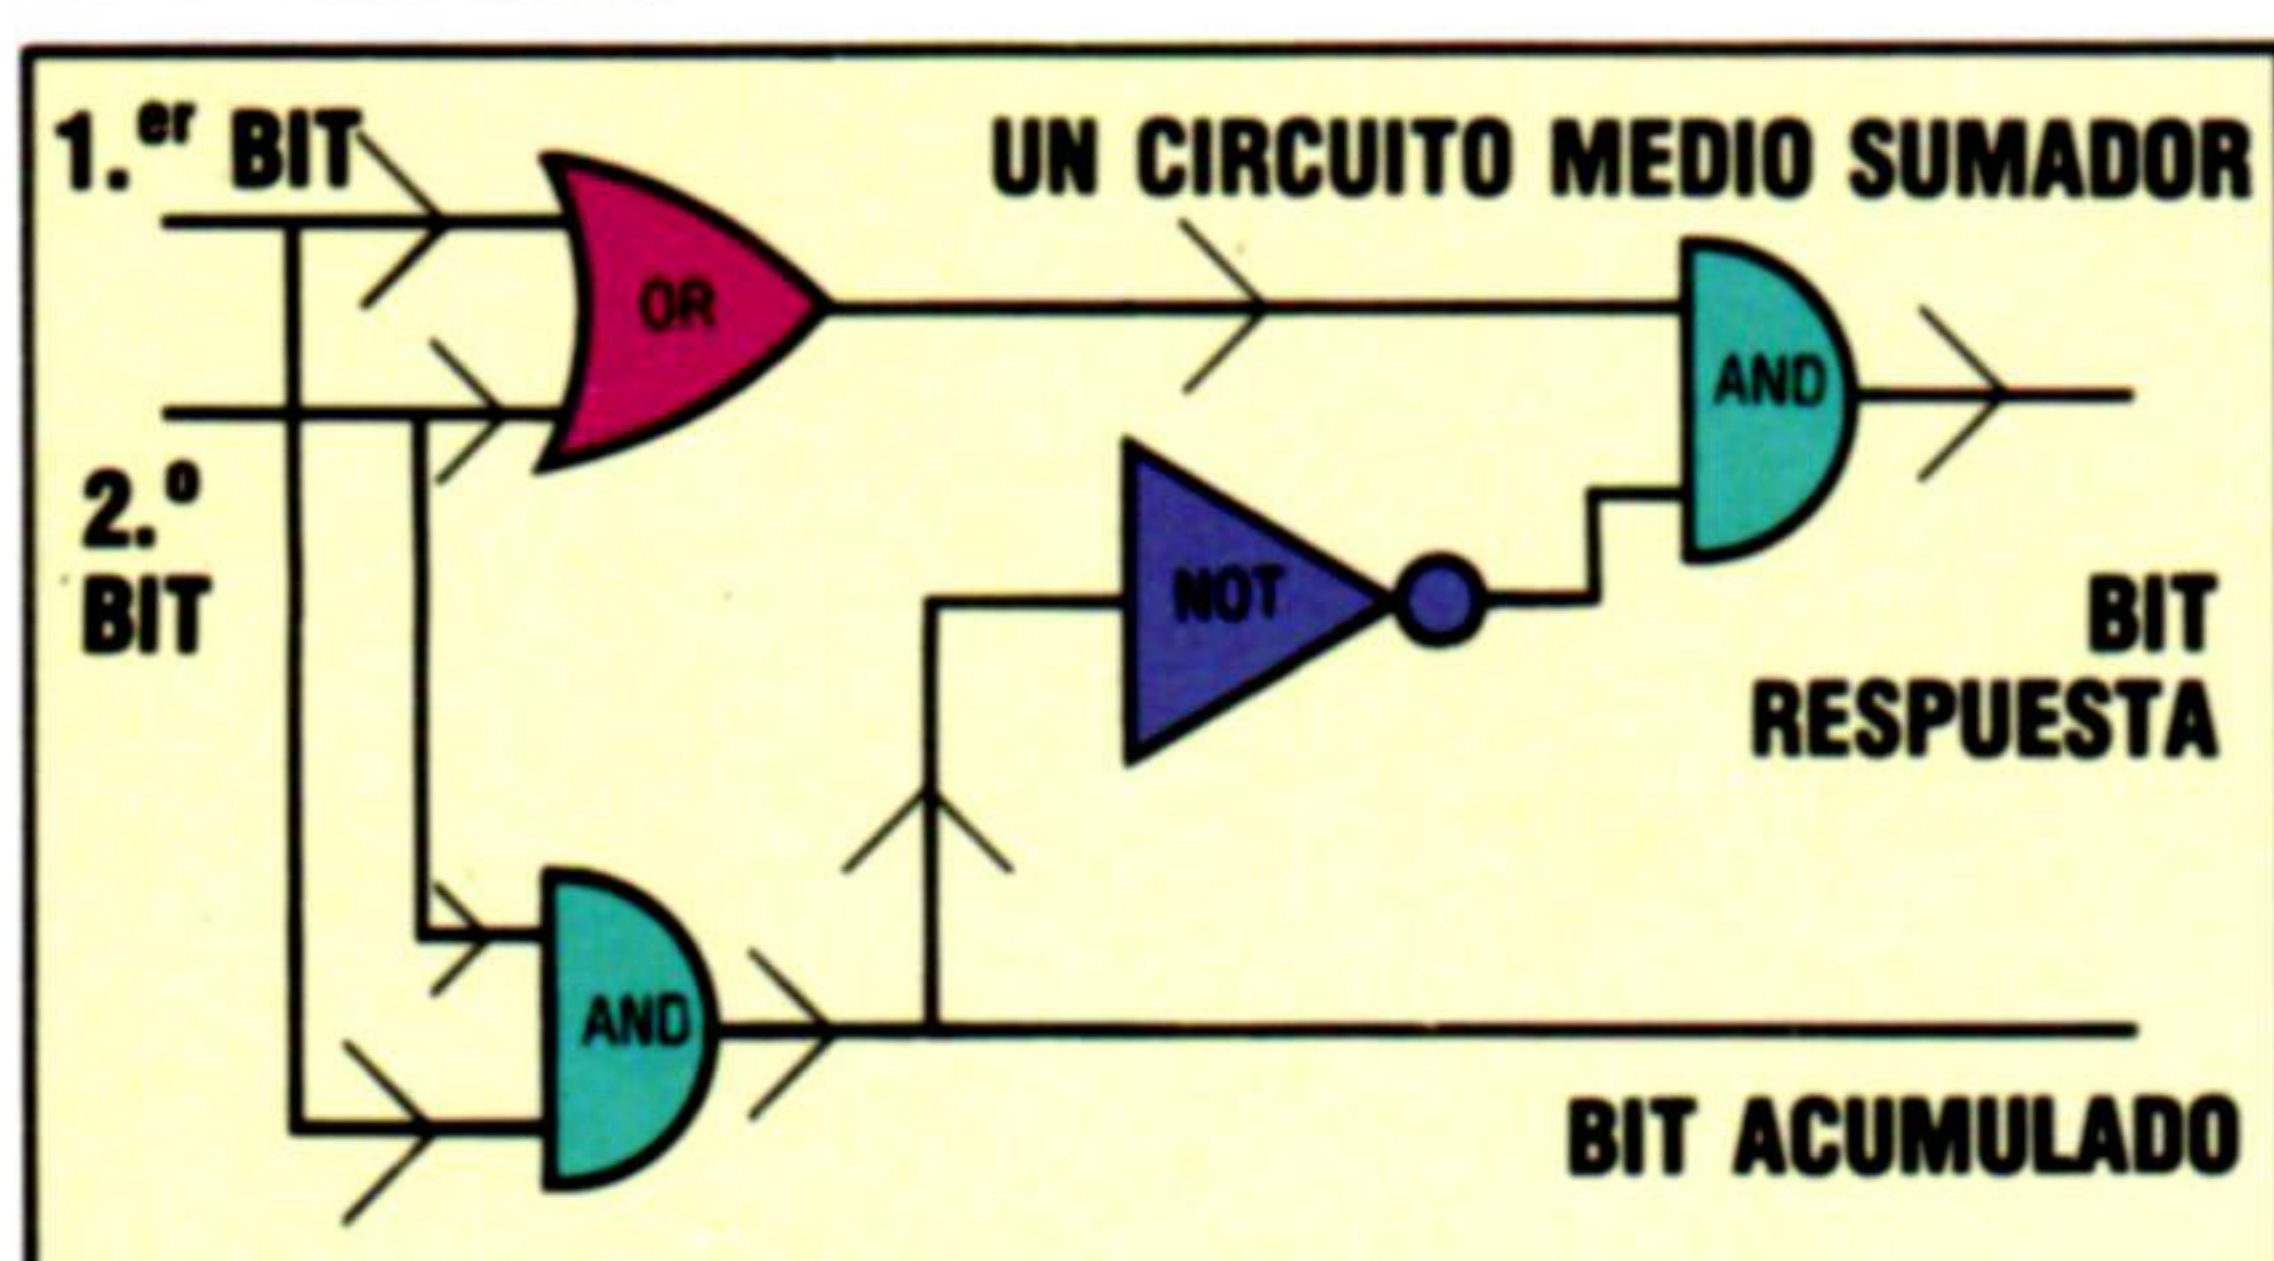 1.er BIT
UN CIRCUITO MEDIO SUMADOR
OR
AND
2.º
BIT
NOT
BIT
RESPUESTA
AND
BIT ACUMULADO